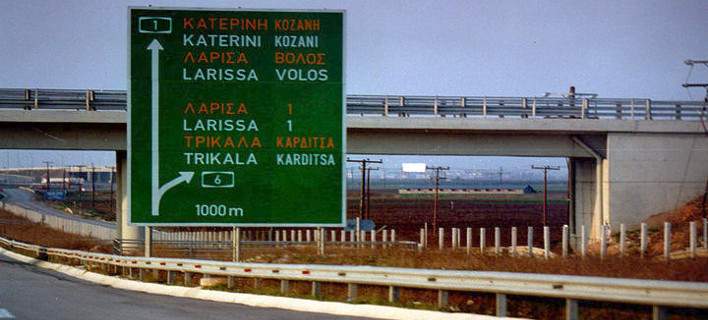 1
ΚΑΤΕΡΙΝΗ ΚΟΖΑΝΗ
KATERINI KOZANI
ΛΑΡΙΣΑ ΒΟΛΟΣ
LARISSA VOLOS
ΛΑΡΙΣΑ 1
LARISSA 1
ΤΡΙΚΑΛΑ ΚΑΡΔΙΤΣΑ
TRIKALA KARDITSA
6
1000 m